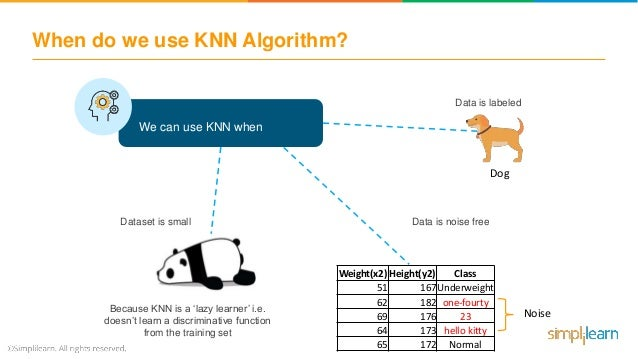 When do we use KNN Algorithm?
We can use KNN when
Data is labeled
Dog
Dataset is small
Data is noise free
Because KNN is a ‘lazy learner’ i.e.
doesn’t learn a discriminative function
from the training set
Weight(x2) Height(y2) Class
51 167 Underweight
62 182 one-fourty
69 176 23
64 173 hello kitty
65 172 Normal
Noise
simplilearn
©Simplilearn. All rights reserved.